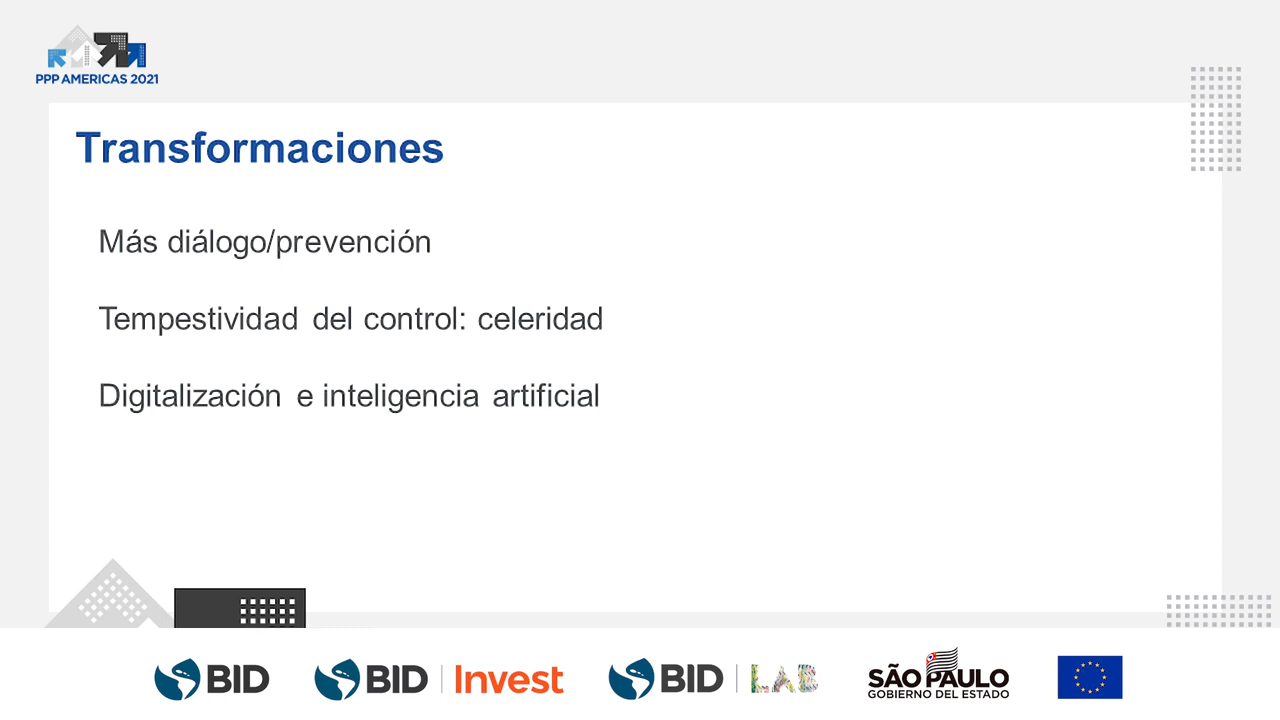 PPP AMERICAS 2021
Transformaciones
Más diálogo/prevención
Tempestividad del control: celeridad
Digitalización e inteligencia artificial
BID
BID | Invest
BID | LAB
SÃO PAULO
GOBIERNO DEL ESTADO